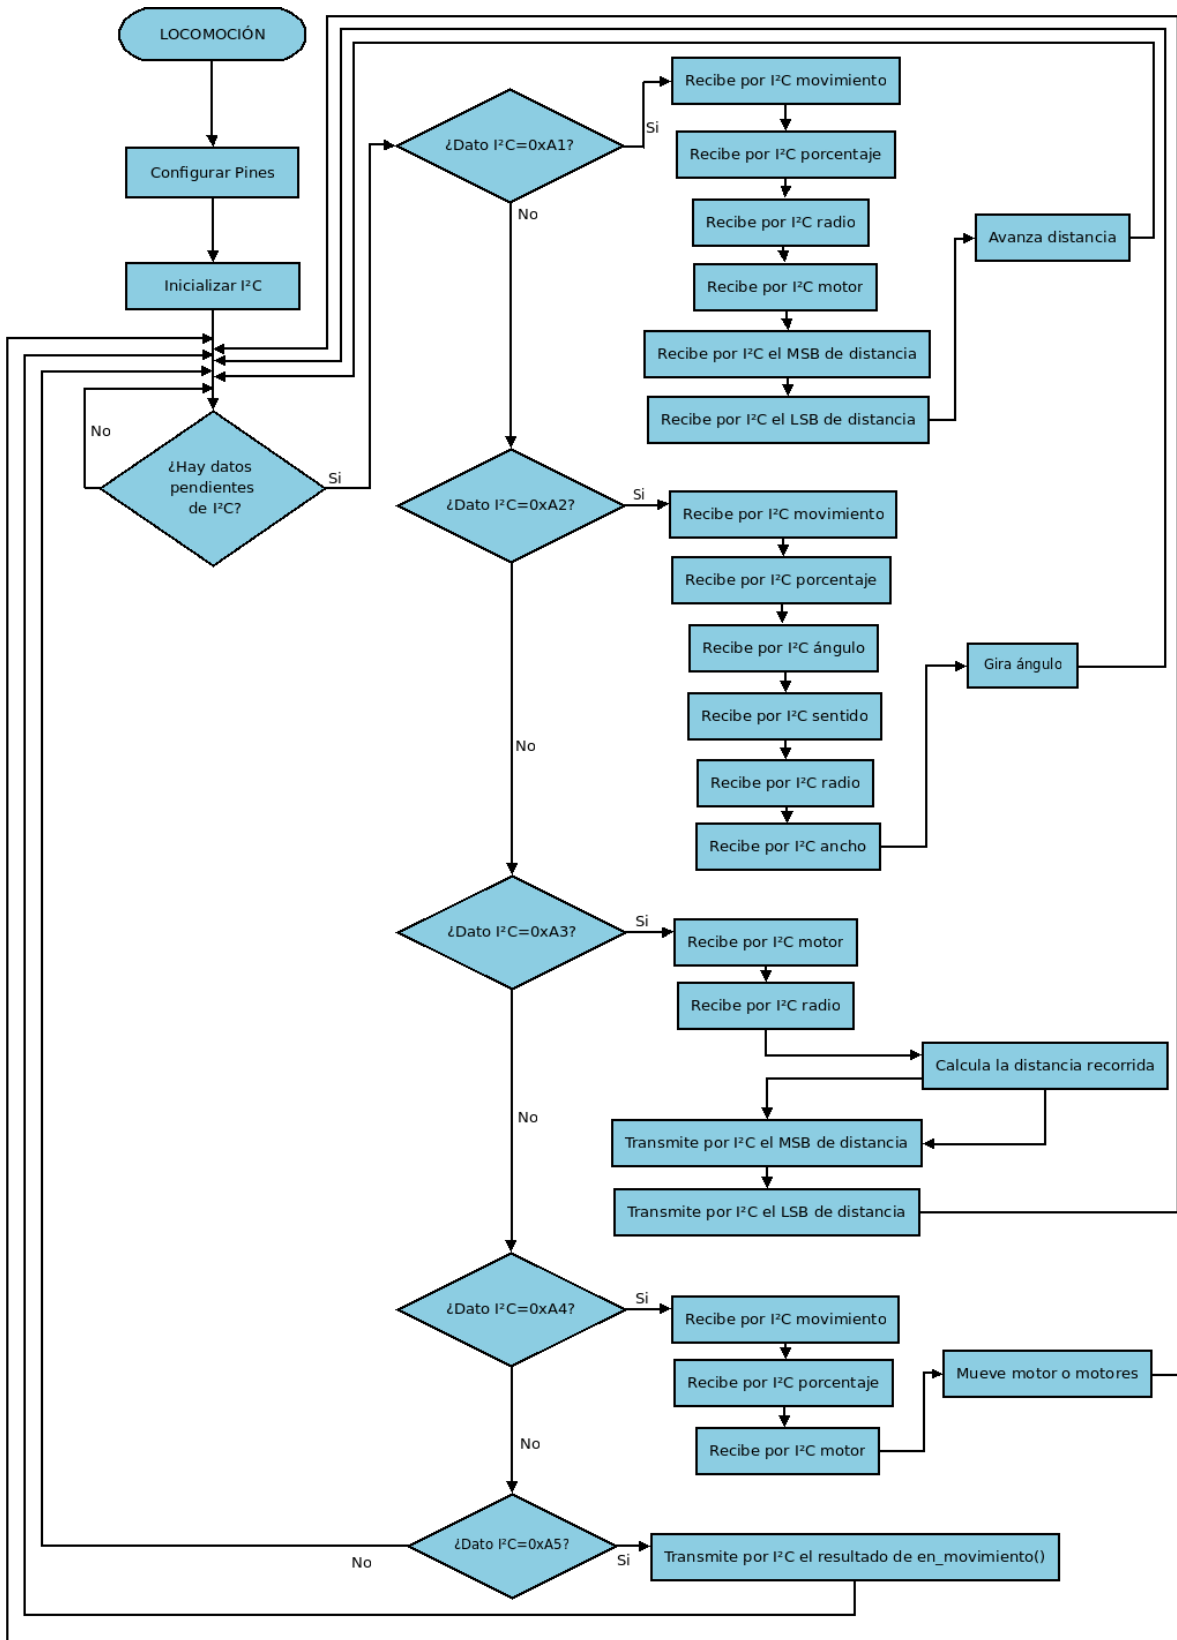 LOCOMOCIÓN
Configurar Pines
Inicializar I²C
No
¿Hay datos
pendientes
de I²C?
Si
¿Dato I²C=0xA1?
Si
No
Recibe por I²C movimiento
Recibe por I²C porcentaje
Recibe por I²C radio
Recibe por I²C motor
Recibe por I²C el MSB de distancia
Recibe por I²C el LSB de distancia
Avanza distancia
¿Dato I²C=0xA2?
Si
No
Recibe por I²C movimiento
Recibe por I²C porcentaje
Recibe por I²C ángulo
Recibe por I²C sentido
Recibe por I²C radio
Recibe por I²C ancho
Gira ángulo
¿Dato I²C=0xA3?
Si
No
Recibe por I²C motor
Recibe por I²C radio
Calcula la distancia recorrida
Transmite por I²C el MSB de distancia
Transmite por I²C el LSB de distancia
¿Dato I²C=0xA4?
Si
No
Recibe por I²C movimiento
Recibe por I²C porcentaje
Recibe por I²C motor
Mueve motor o motores
¿Dato I²C=0xA5?
No
Si
Transmite por I²C el resultado de en_movimiento()